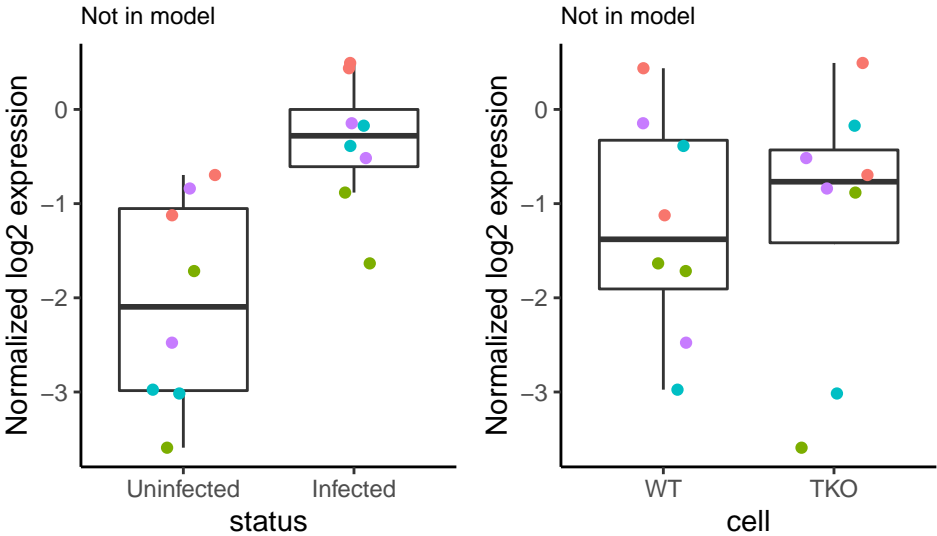 Not in model
Normalized log2 expression
0
−1
−2
−3
Uninfected Infected
status
Not in model
Normalized log2 expression
0
−1
−2
−3
WT TKO
cell